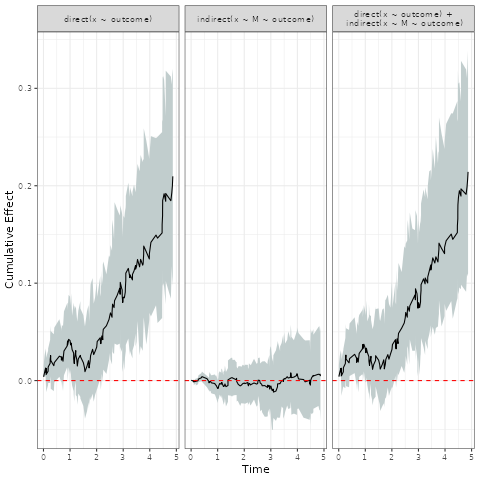 direct(x ~ outcome)
indirect(x ~ M ~ outcome)
direct(x ~ outcome) +
indirect(x ~ M ~ outcome)
Cumulative Effect
0.3
0.2
0.1
0.0
0 1 2 3 4 5
0 1 2 3 4 5
0 1 2 3 4 5
Time